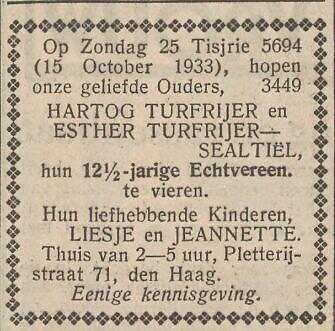 Op Zondag 25 Tisjrie 5694
(15 October 1933), hopen
onze geliefde Ouders, 3449
HARTOG TURFRIJER en
ESTHER TURFRIJER—
SEALTIËL,
hun 12½-jarige Echtvereen.
te vieren.
Hun liefhebbende Kinderen,
LIESJE en JEANNETTE.
Thuis van 2—5 uur, Pletterij-
straat 71, den Haag.
Eenige kennisgeving.